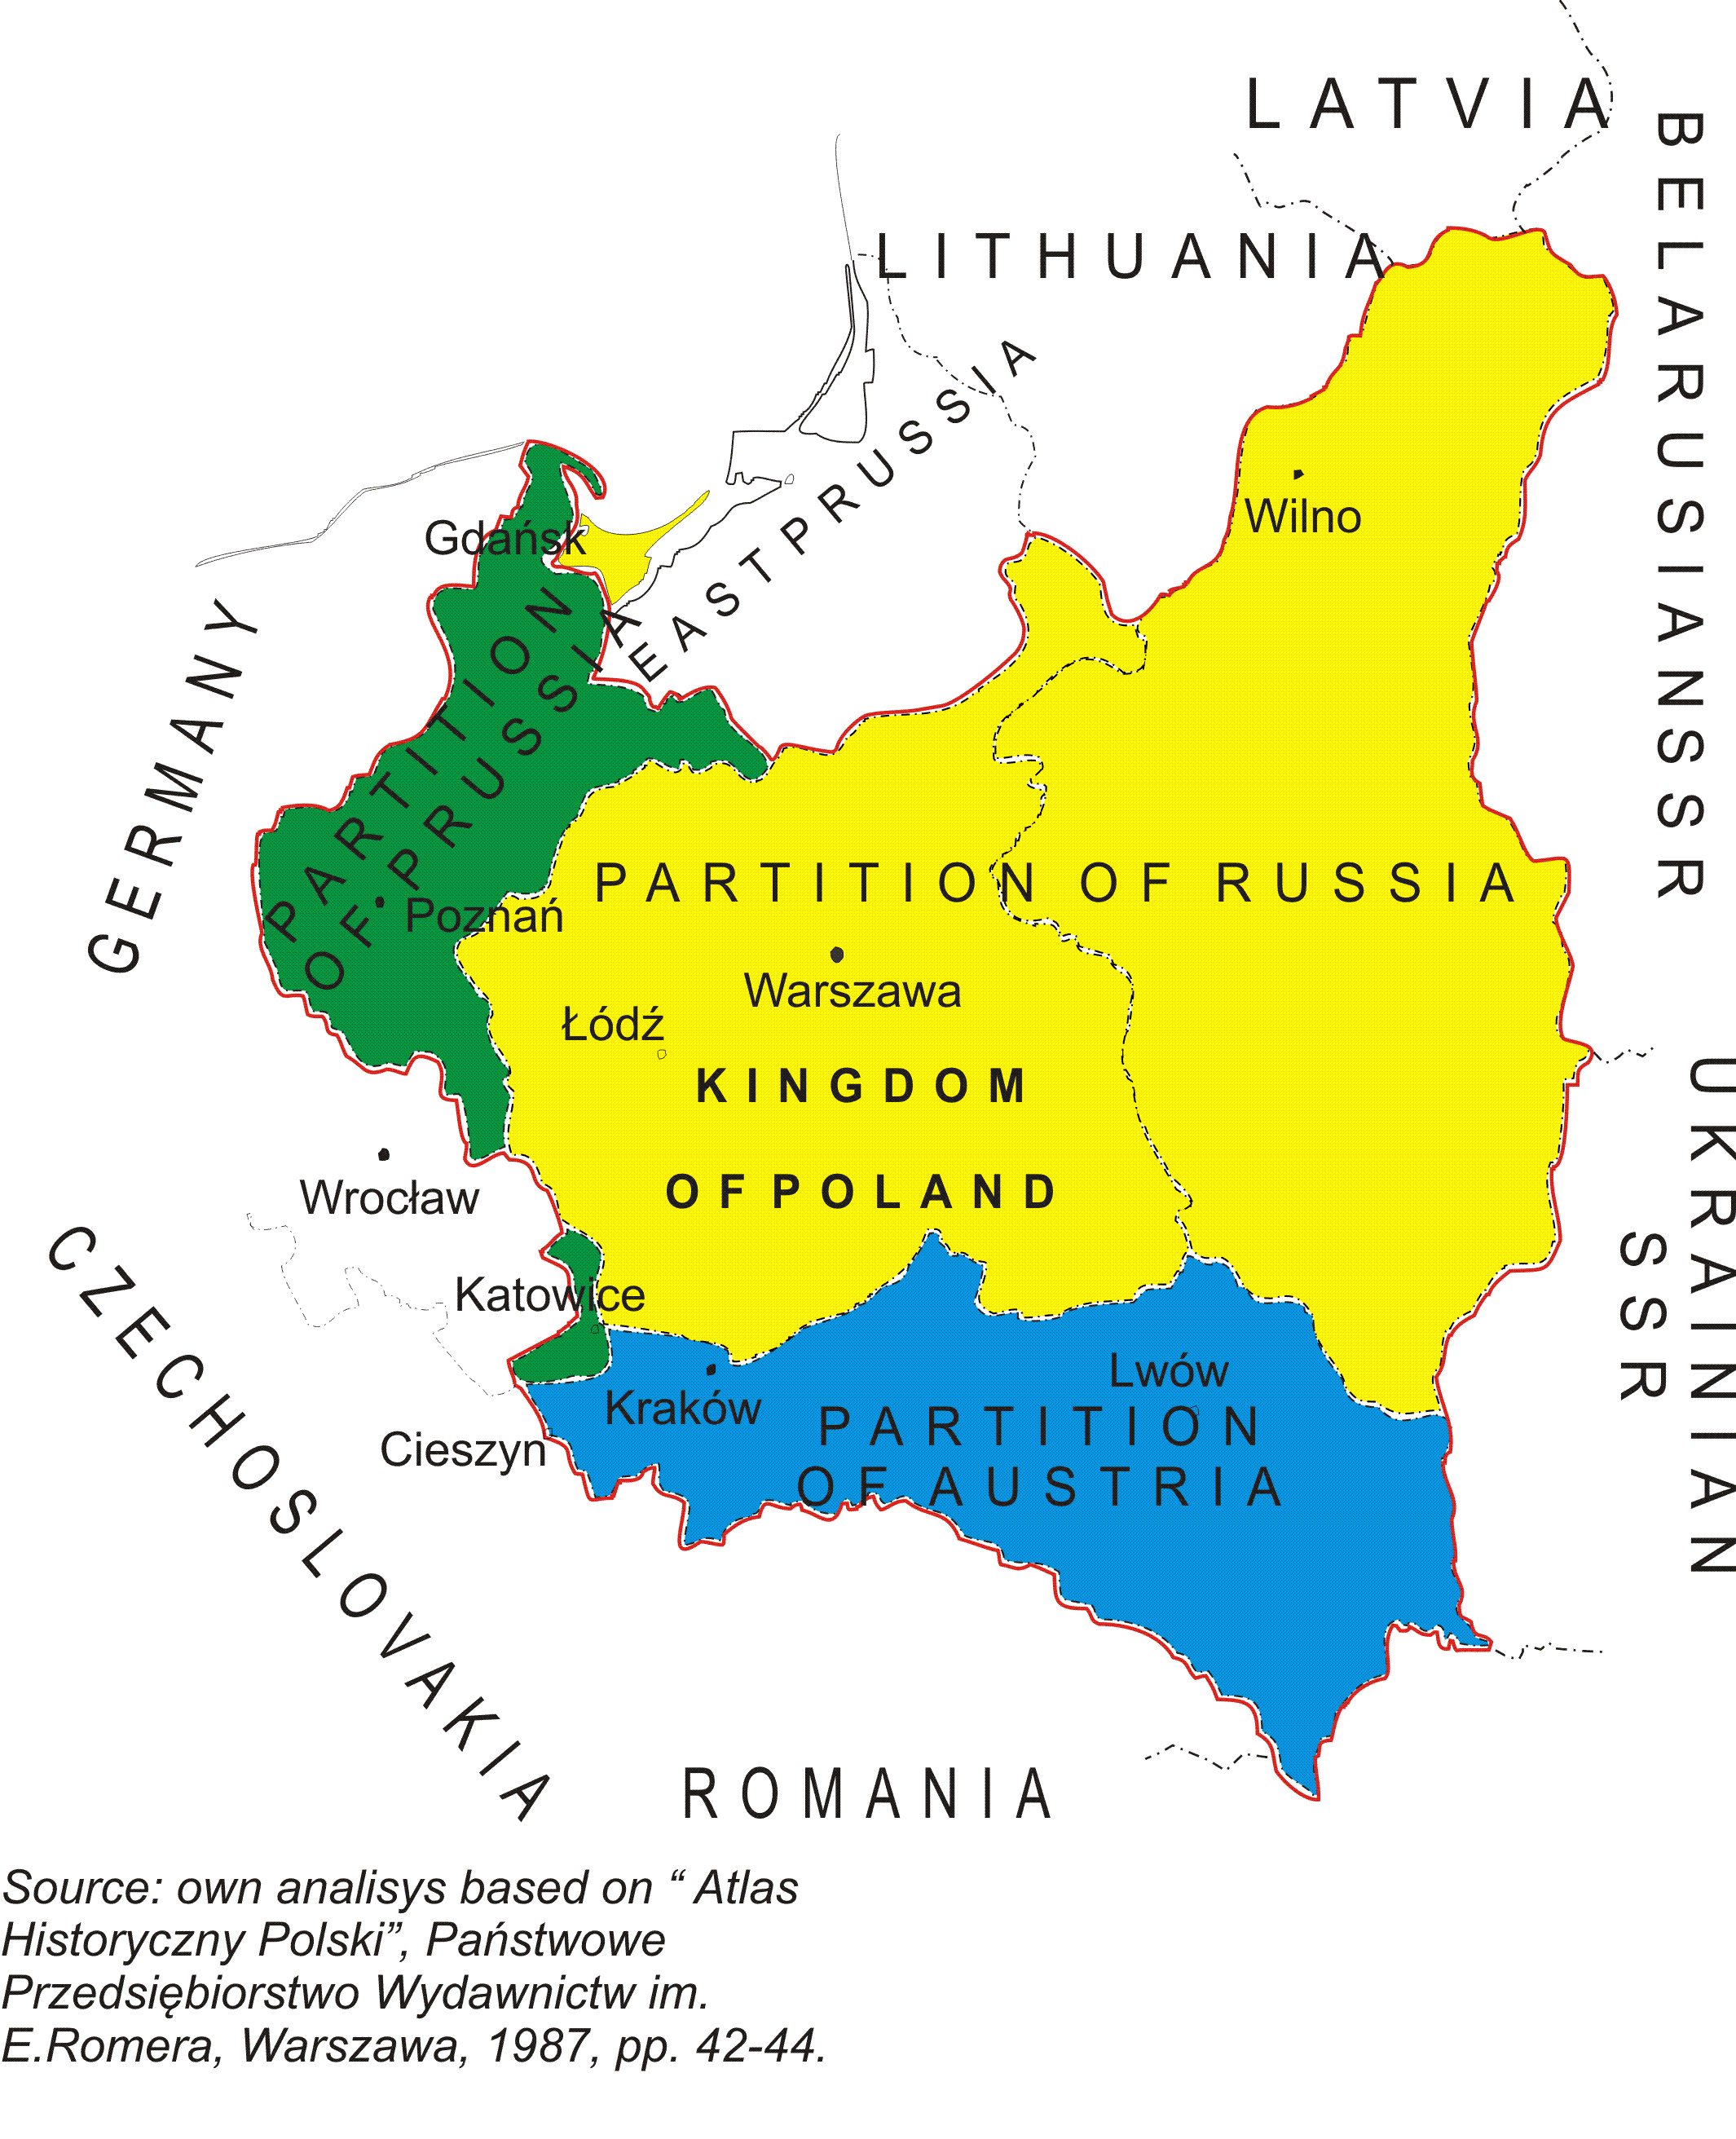 LATVIA
BELARUSIAN SSR
LITHUANIA
EAST PRUSSIA
Wilno
Gdańsk
GERMANY
PARTITION
OF PRUSSIA
PARTITION OF RUSSIA
Poznań
Warszawa
Łódź
KINGDOM
OF POLAND
UKRAINIAN
SSR
Wrocław
Katowice
CZECHOSLOVAKIA
Lwów
Kraków
PARTITION
Cieszyn
OF AUSTRIA
ROMANIA
Source: own analisys based on “ Atlas
Historyczny Polski”, Państwowe
Przedsiębiorstwo Wydawnictw im.
E.Romera, Warszawa, 1987, pp. 42-44.